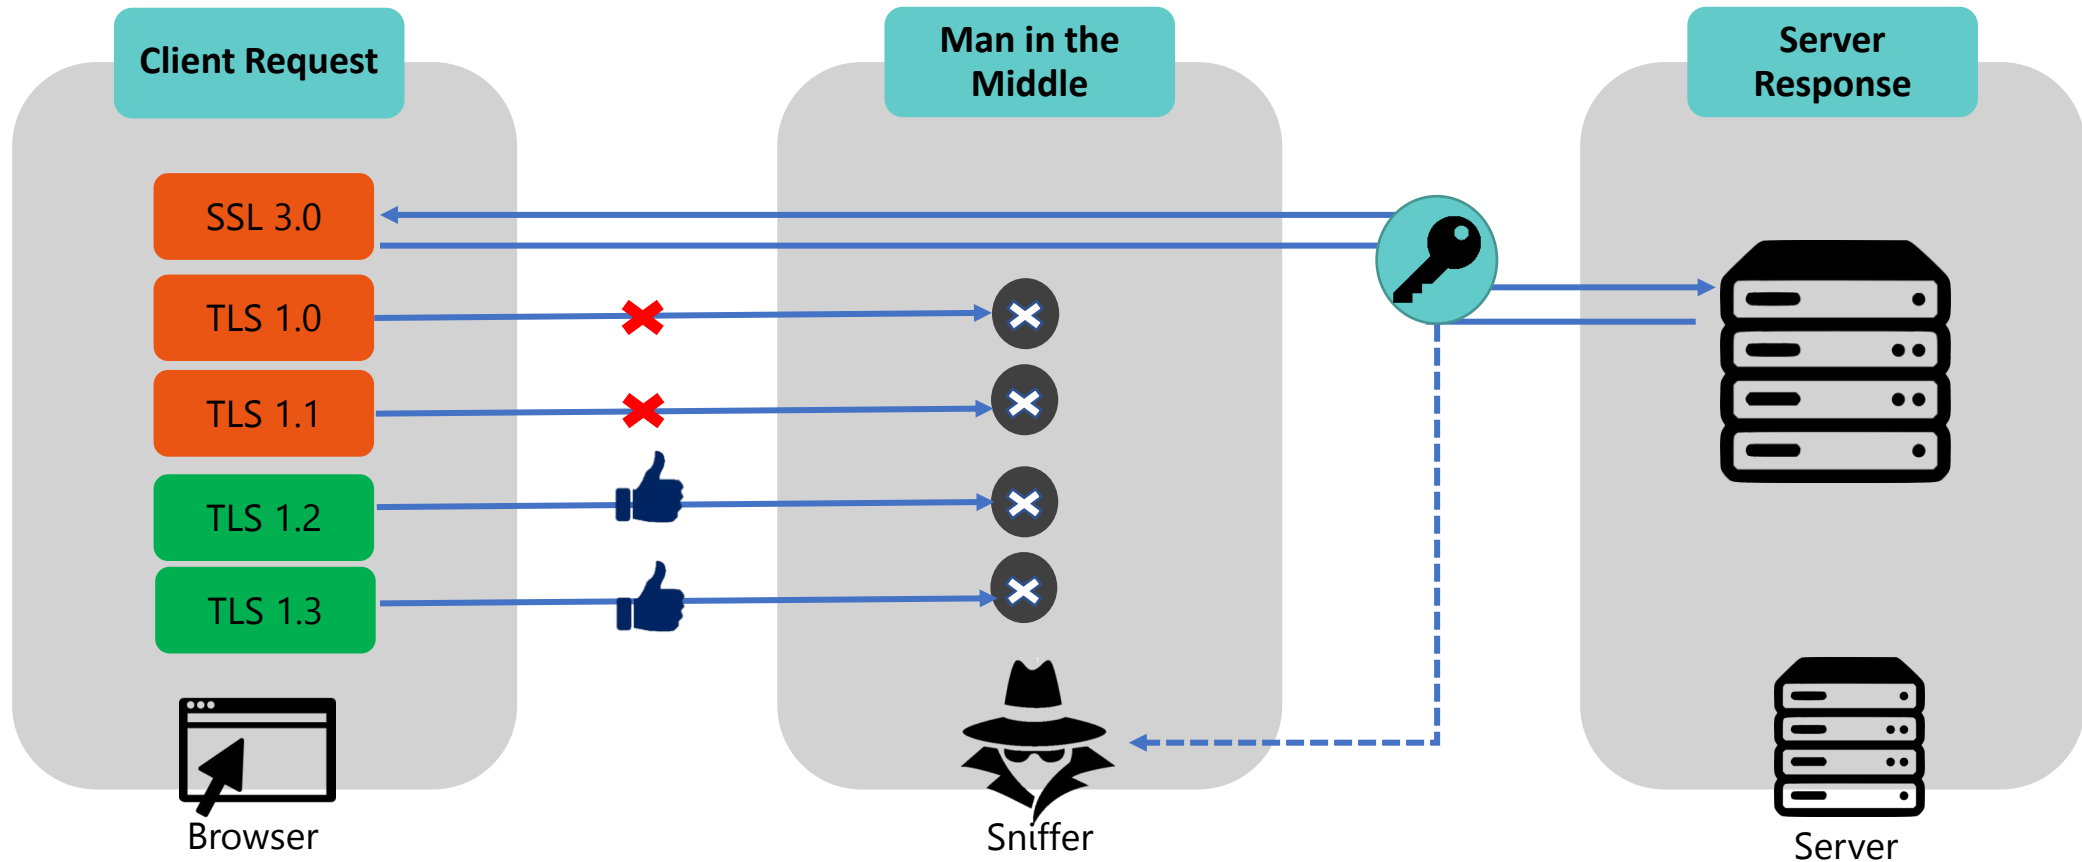 Client Request
Man in the
Middle
Server
Response
SSL 3.0
TLS 1.0
TLS 1.1
TLS 1.2
TLS 1.3
Browser
Sniffer
Server